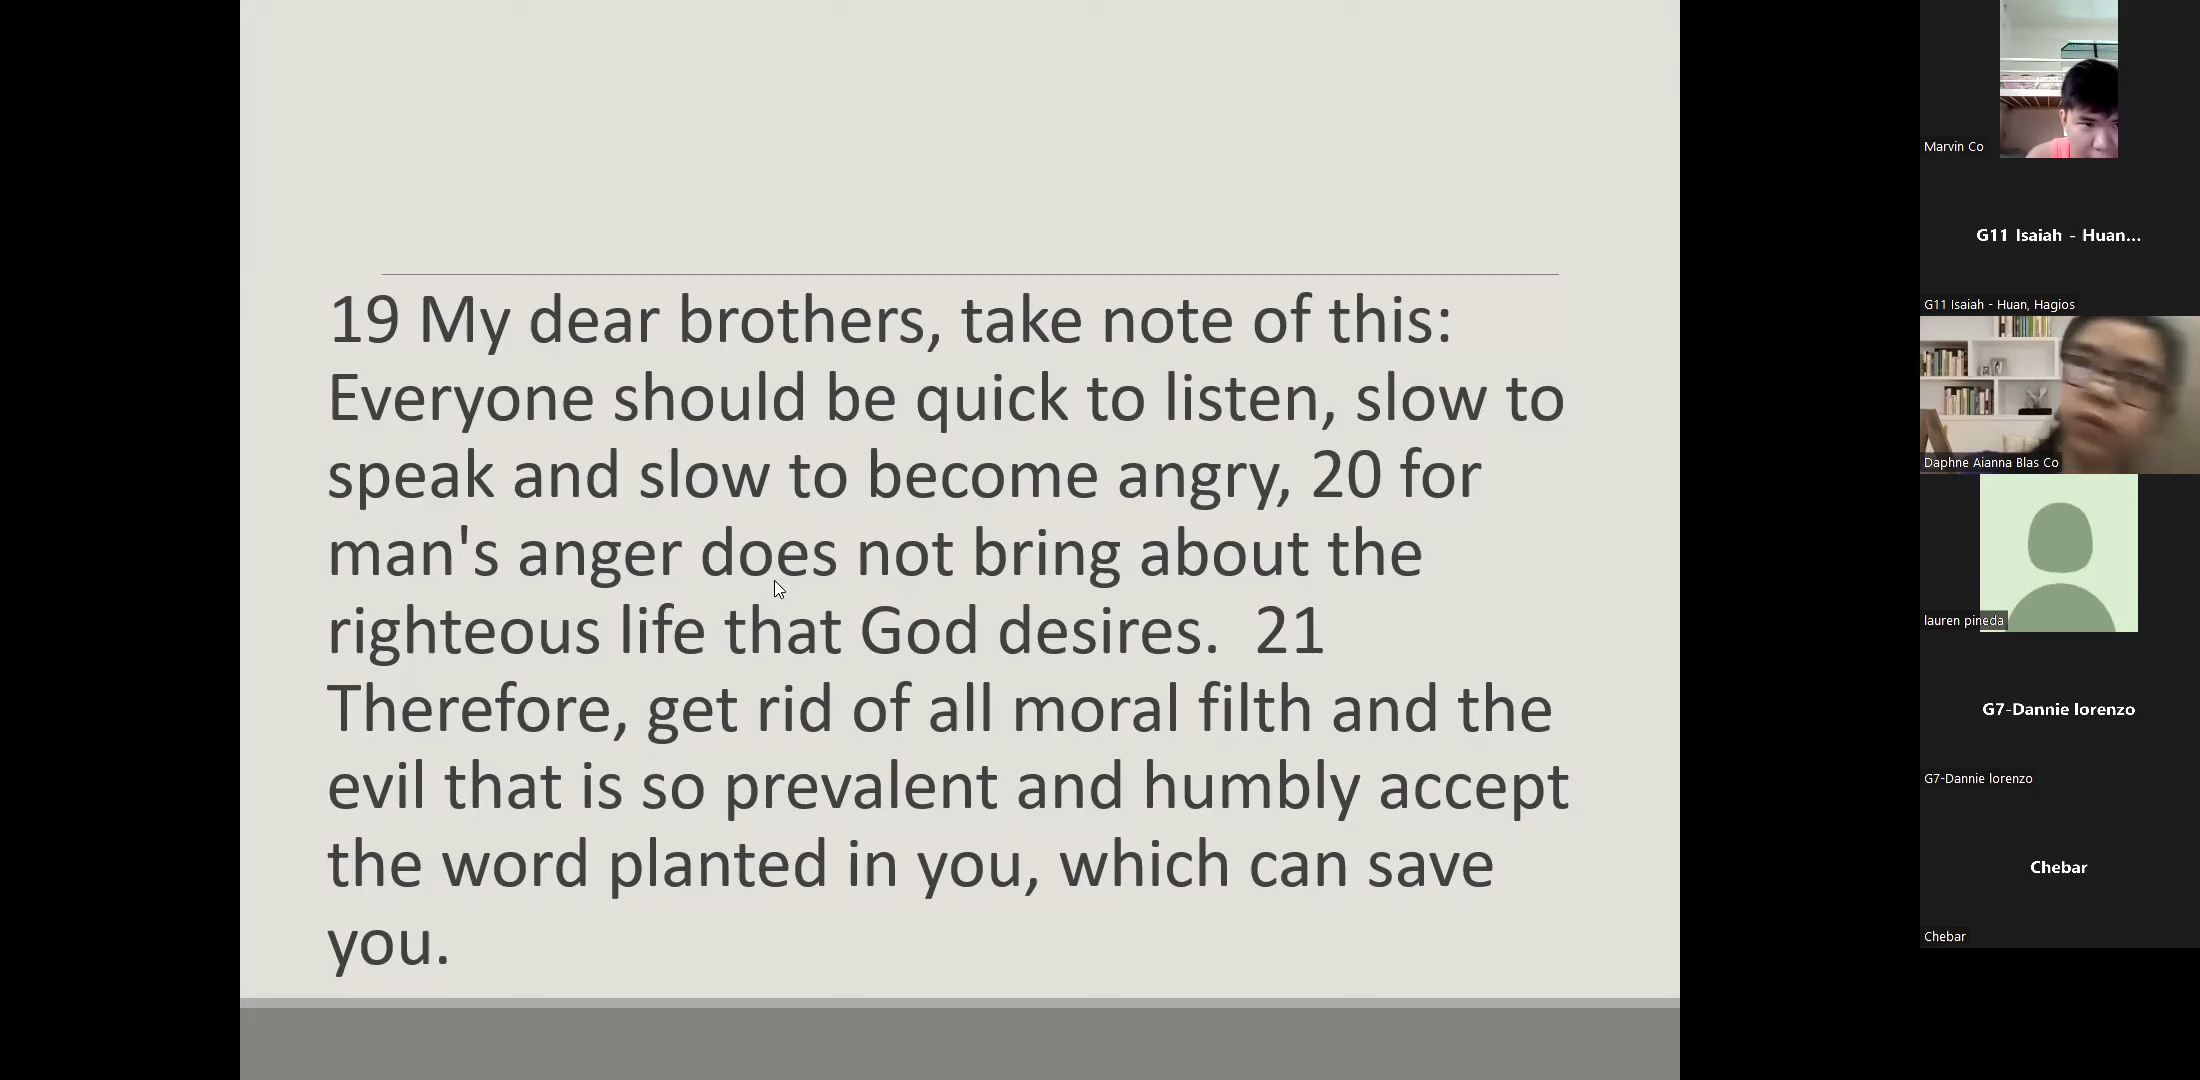 19 My dear brothers, take note of this:
Everyone should be quick to listen, slow to
speak and slow to become angry, 20 for
man's anger does not bring about the
righteous life that God desires.  21
Therefore, get rid of all moral filth and the
evil that is so prevalent and humbly accept
the word planted in you, which can save
you.
Marvin Co
G11 Isaiah - Huan...
G11 Isaiah - Huan, Hagios
Daphne Aianna Blas Co
lauren pineda
G7-Dannie lorenzo
G7-Dannie lorenzo
Chebar
Chebar